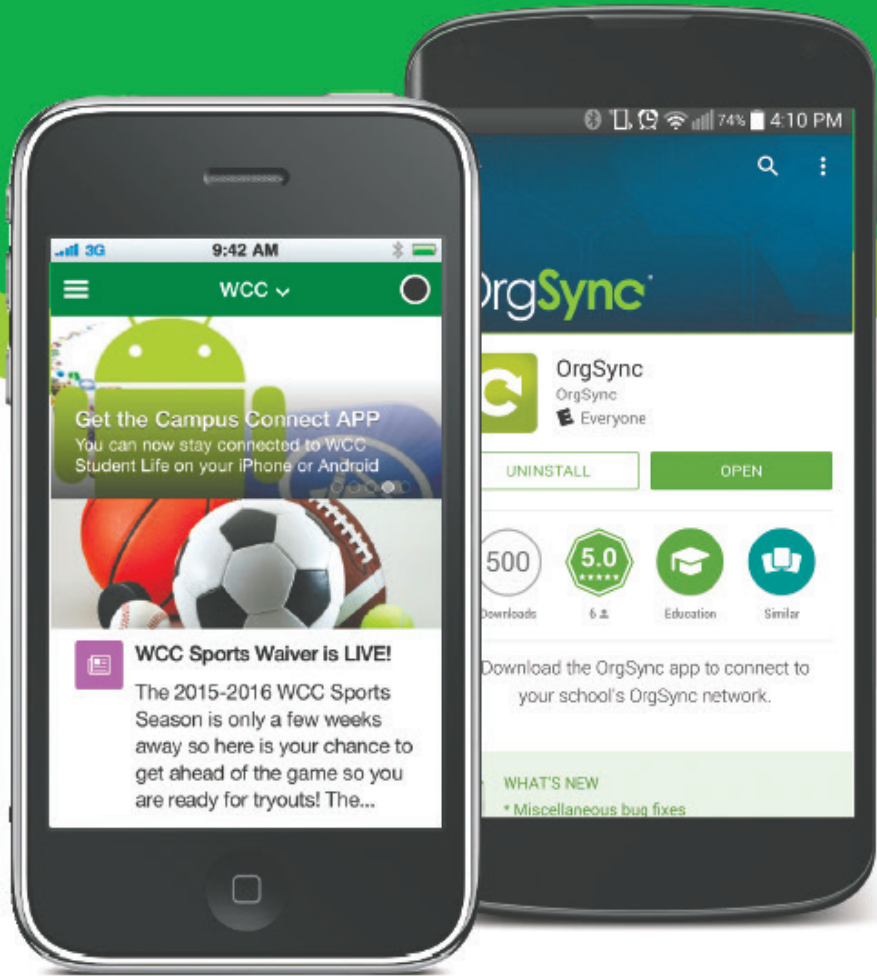 3G 9:42 AM
WCC
Get the Campus Connect APP
You can now stay connected to WCC
Student Life on your iPhone or Android
WCC Sports Waiver is LIVE!
The 2015-2016 WCC Sports
Season is only a few weeks
away so here is your chance to
get ahead of the game so you
are ready for tryouts! The...
74% 4:10 PM
OrgSync
OrgSync
OrgSync
E Everyone
UNINSTALL OPEN
500 5.0
Downloads 6 Education Similar
Download the OrgSync app to connect to
your school's OrgSync network.
WHAT'S NEW
* Miscellaneous bug fixes